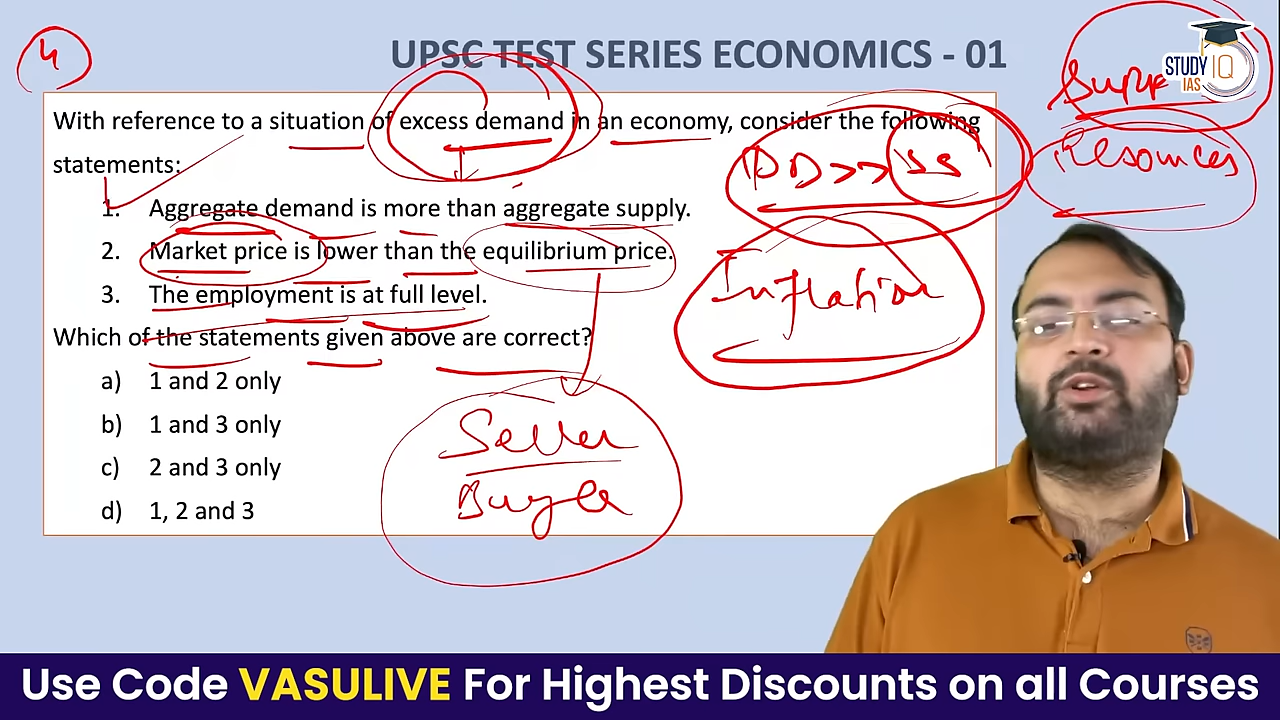 4
UPSC TEST SERIES ECONOMICS - 01
STUDY IQ
IAS
With reference to a situation of excess demand in an economy, consider the following
statements:
1. Aggregate demand is more than aggregate supply.
2. Market price is lower than the equilibrium price.
3. The employment is at full level.
Which of the statements given above are correct?
a) 1 and 2 only
b) 1 and 3 only
c) 2 and 3 only
d) 1, 2 and 3
DD>>SS
Resources
Inflation
Seller
Buyer
Use Code VASULIVE For Highest Discounts on all Courses